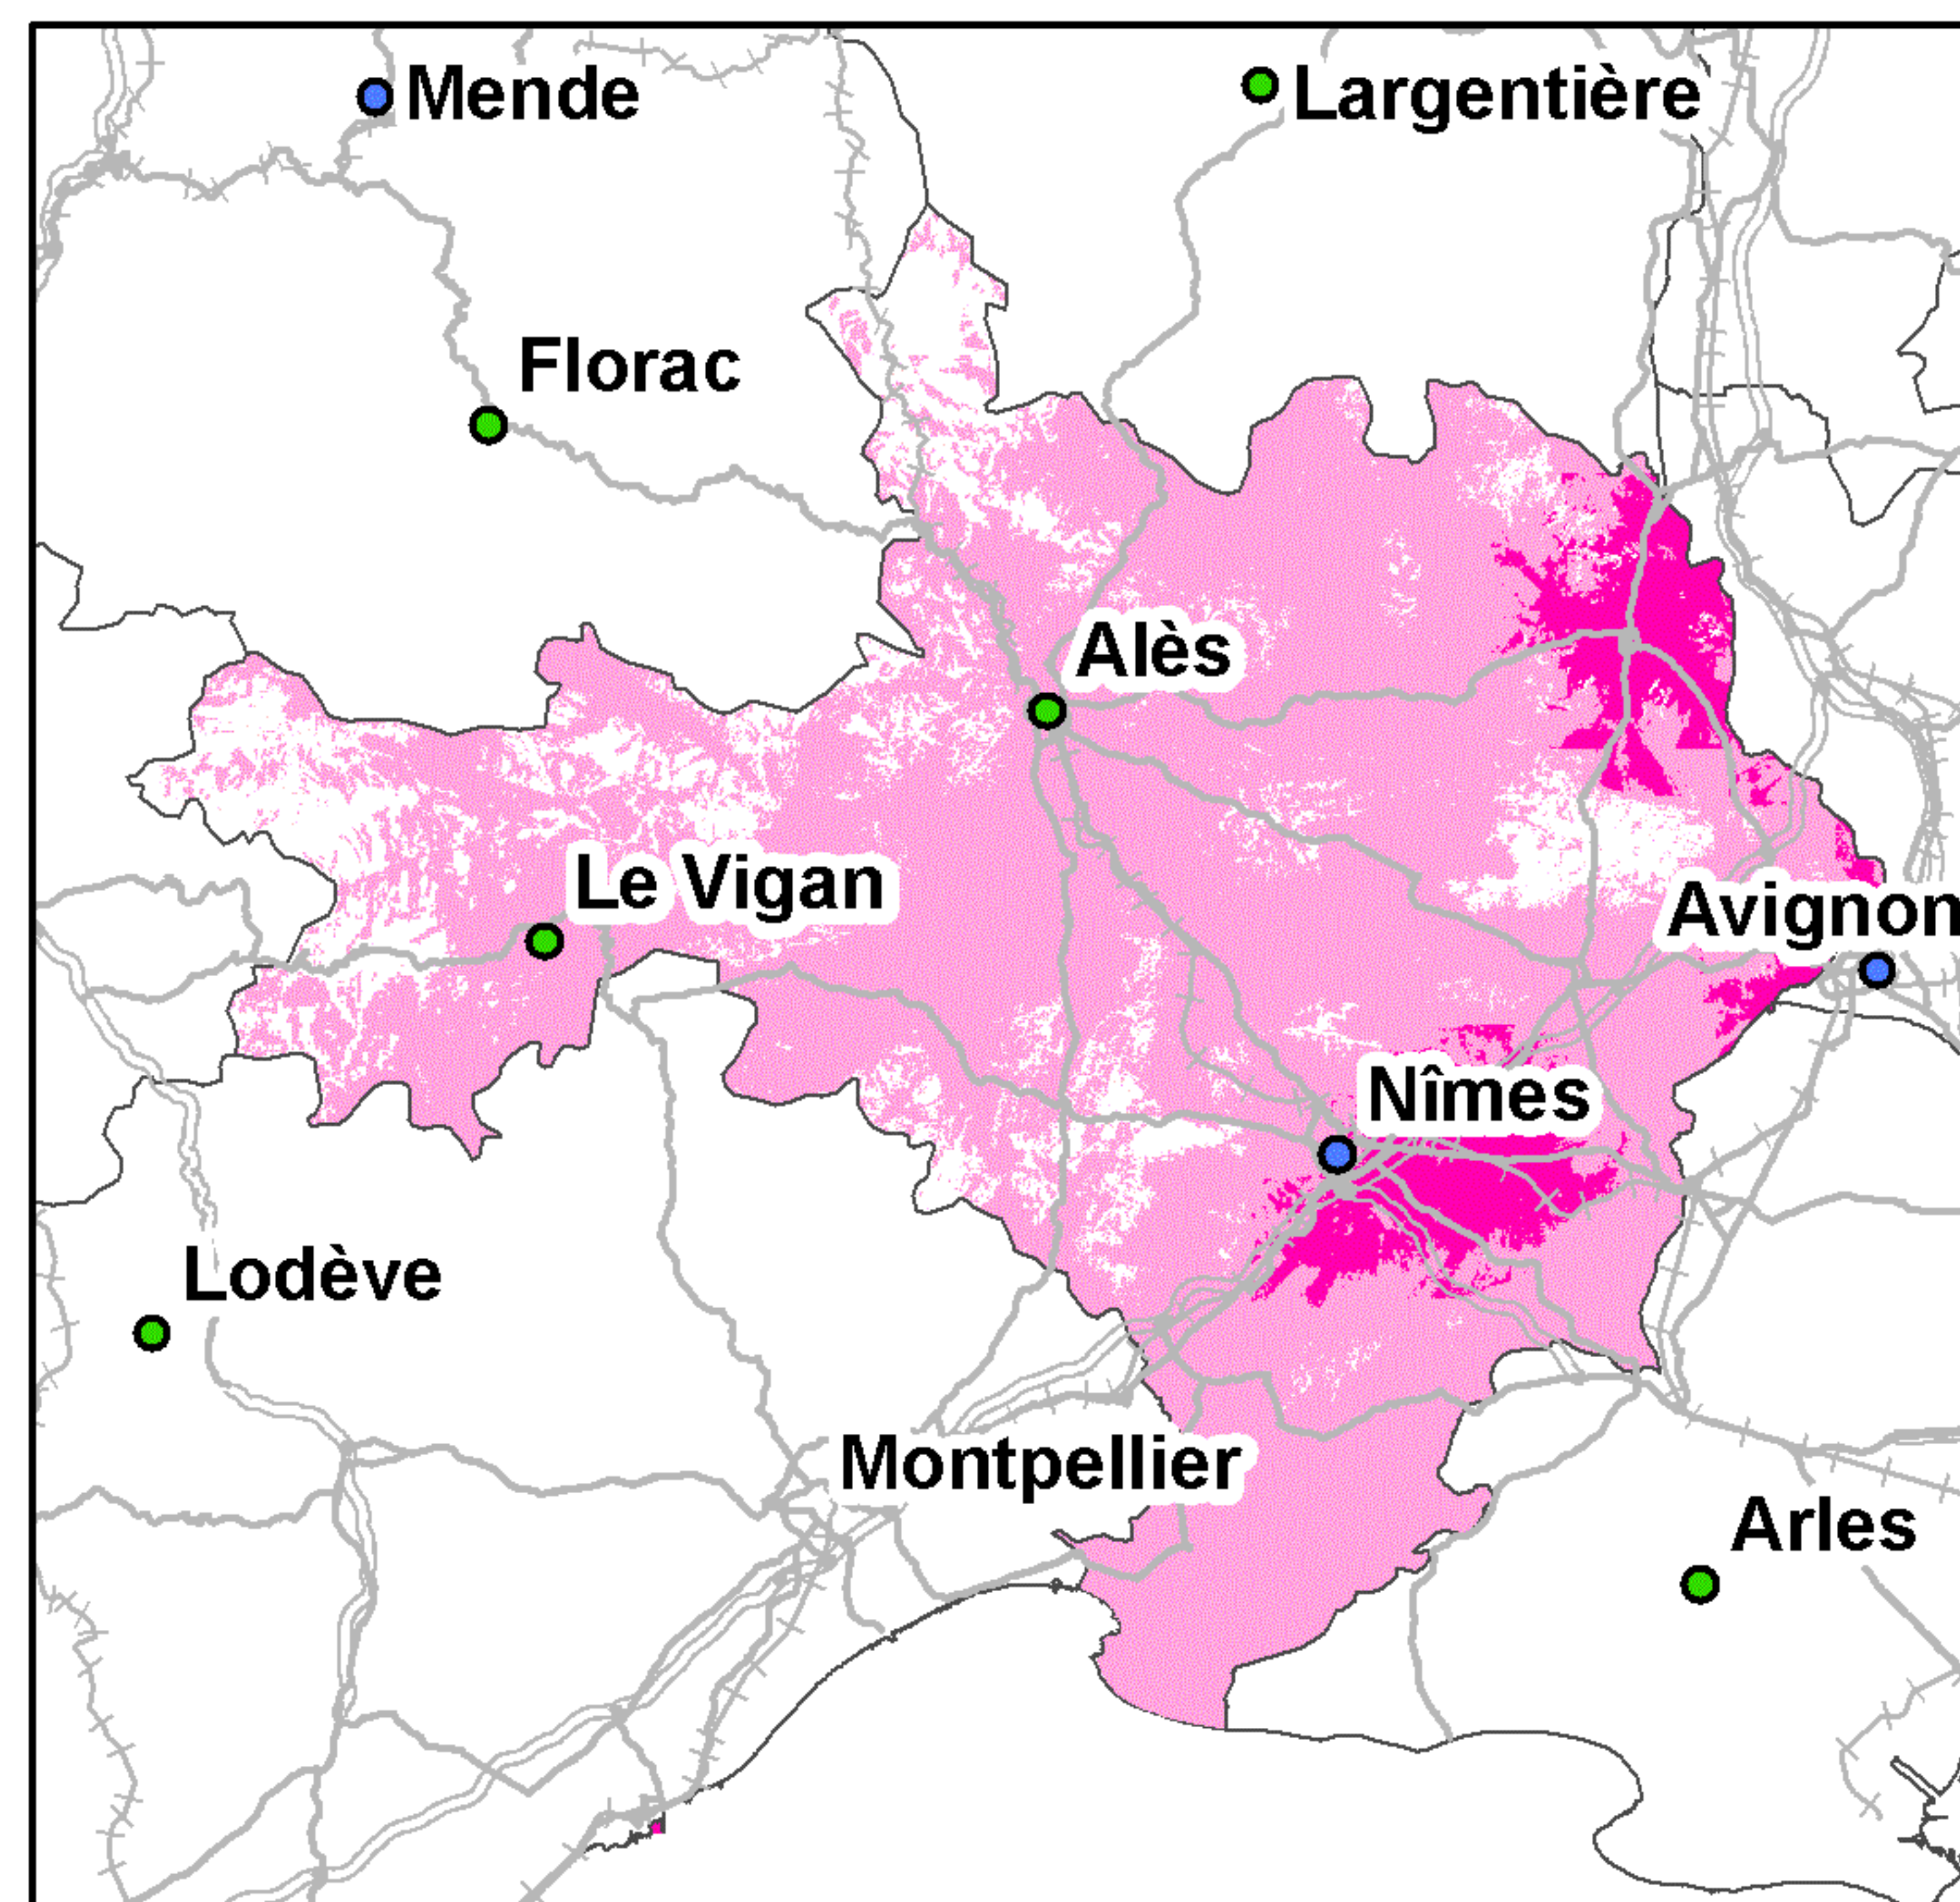 Mende
Largentière
Florac
Alès
Le Vigan
Avignon
Nîmes
Lodève
Montpellier
Arles